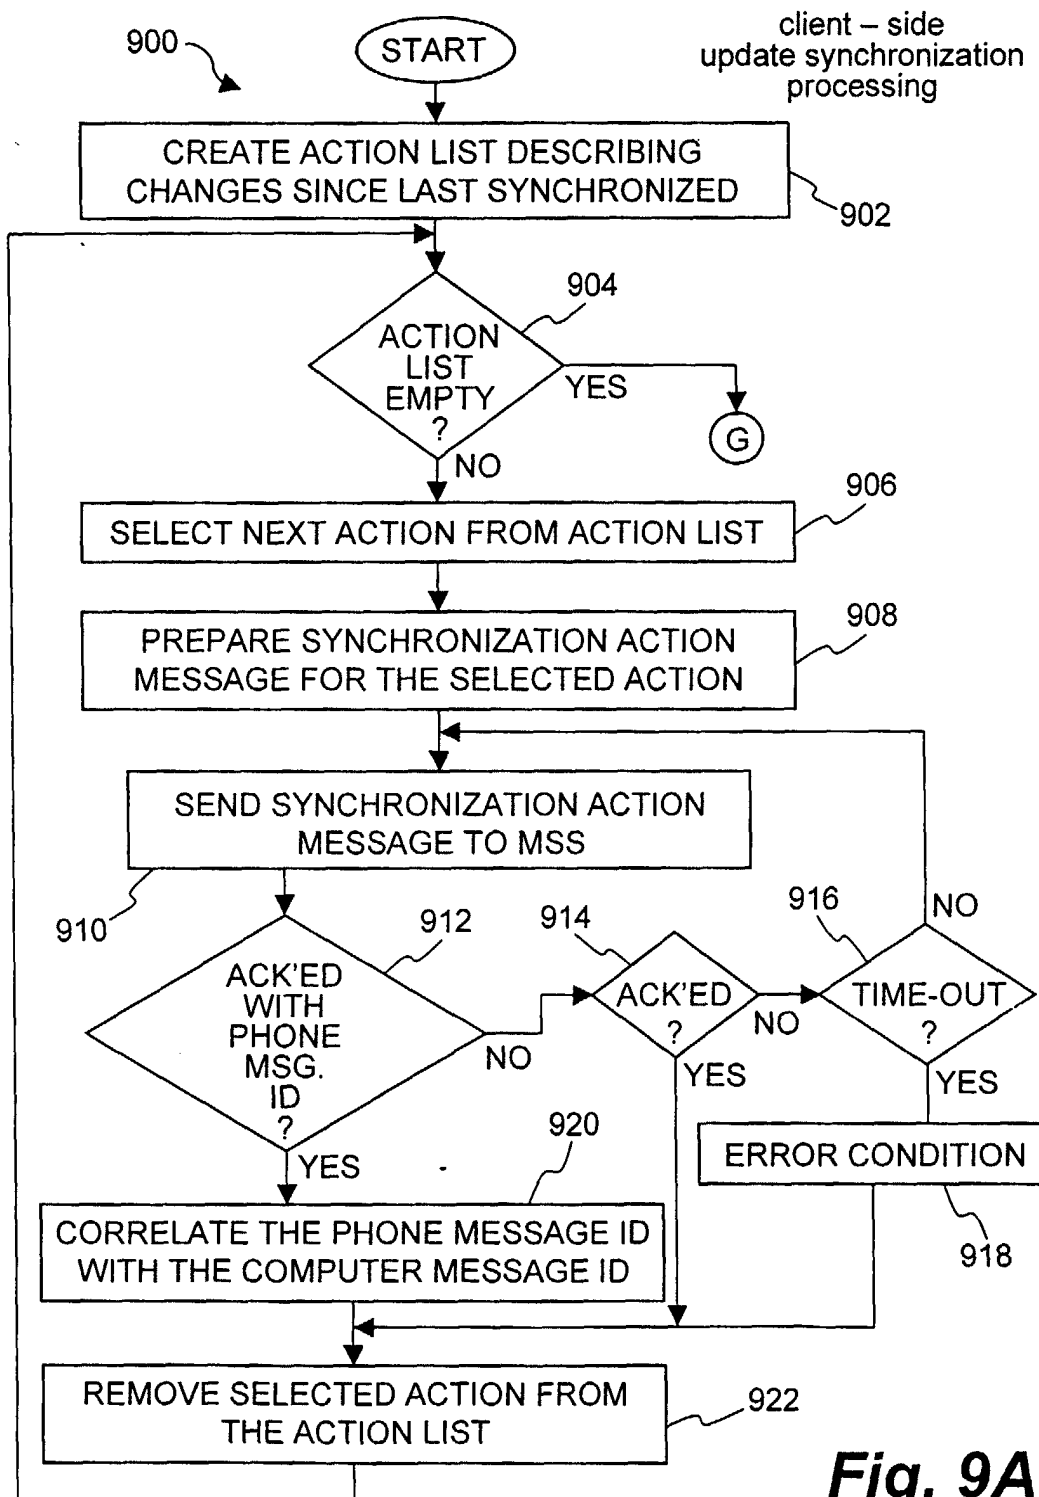 900
START
client – side
update synchronization
processing
CREATE ACTION LIST DESCRIBING
CHANGES SINCE LAST SYNCHRONIZED
902
904
ACTION
LIST
EMPTY
?
YES
G
NO
906
SELECT NEXT ACTION FROM ACTION LIST
908
PREPARE SYNCHRONIZATION ACTION
MESSAGE FOR THE SELECTED ACTION
SEND SYNCHRONIZATION ACTION
MESSAGE TO MSS
910
912
914
916
NO
ACK'ED
WITH
PHONE
MSG.
ID
?
NO
ACK'ED
?
NO
TIME-OUT
?
YES
YES
YES
920
ERROR CONDITION
918
CORRELATE THE PHONE MESSAGE ID
WITH THE COMPUTER MESSAGE ID
REMOVE SELECTED ACTION FROM
THE ACTION LIST
922
Fig. 9A